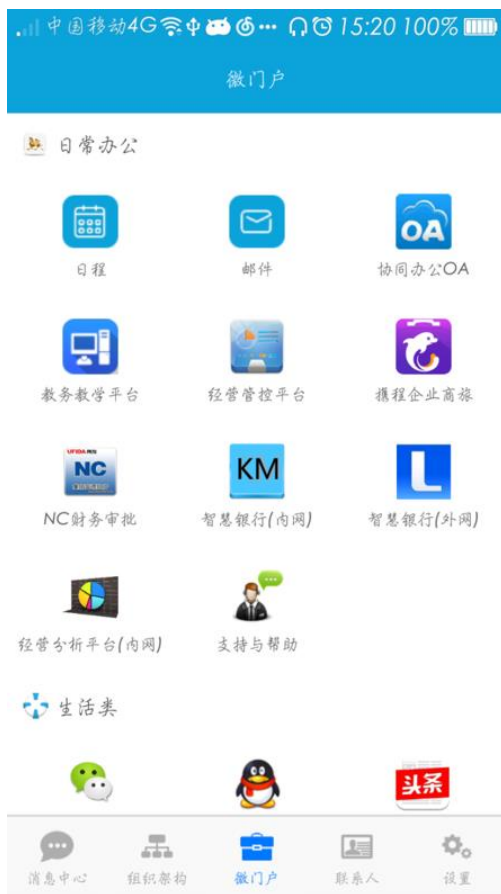 中国移动4G ••• 15:20 100%
微门户
日常办公
OA
日程 邮件 协同办公OA
教务教学平台 经营管控平台 携程企业商旅
UFIDA 用友
NC KM L
NC财务审批 智慧银行(内网) 智慧银行(外网)
经营分析平台(内网) 支持与帮助
生活类
头条
消息中心 组织架构 微门户 联系人 设置